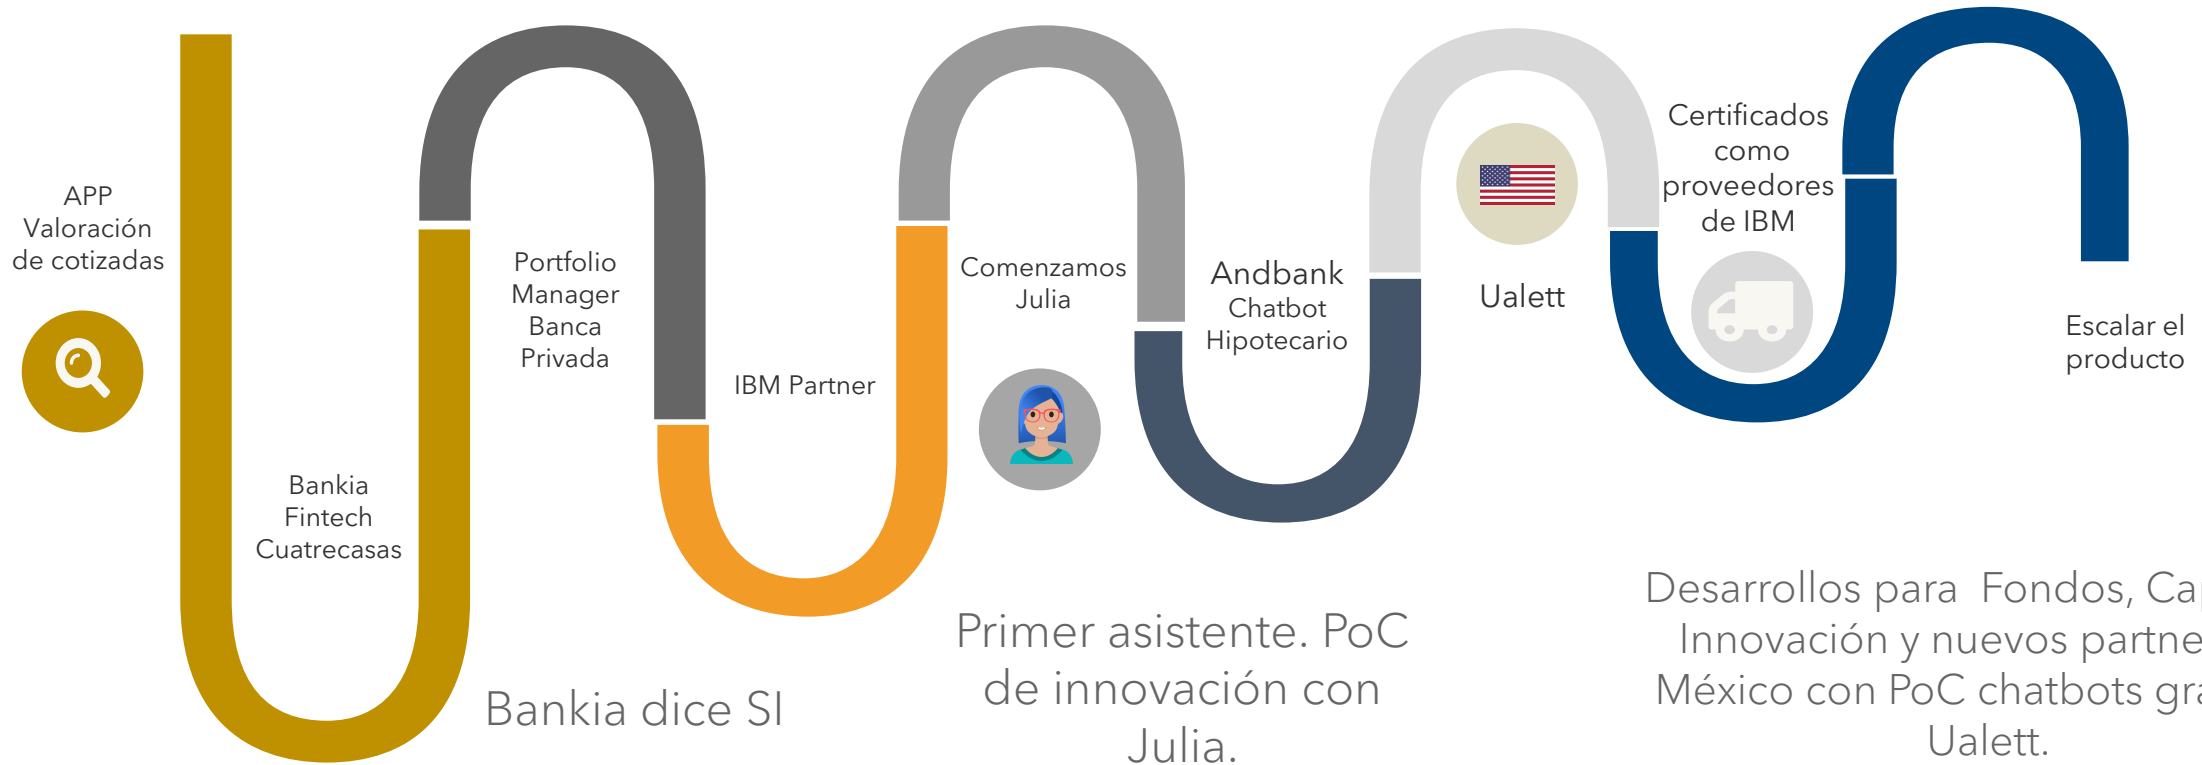 APP
Valoración
de cotizadas
Bankia
Fintech
Cuatrecasas
Portfolio
Manager
Banca
Privada
IBM Partner
Comenzamos
Julia
Andbank
Chatbot
Hipotecario
Ualett
Certificados
como
proveedores
de IBM
Escalar el
producto
Bankia dice SI
Primer asistente. PoC
de innovación con
Julia.
Desarrollos para Fondos,
Innovación y nuevos
México con PoC chatbots
Ualett.